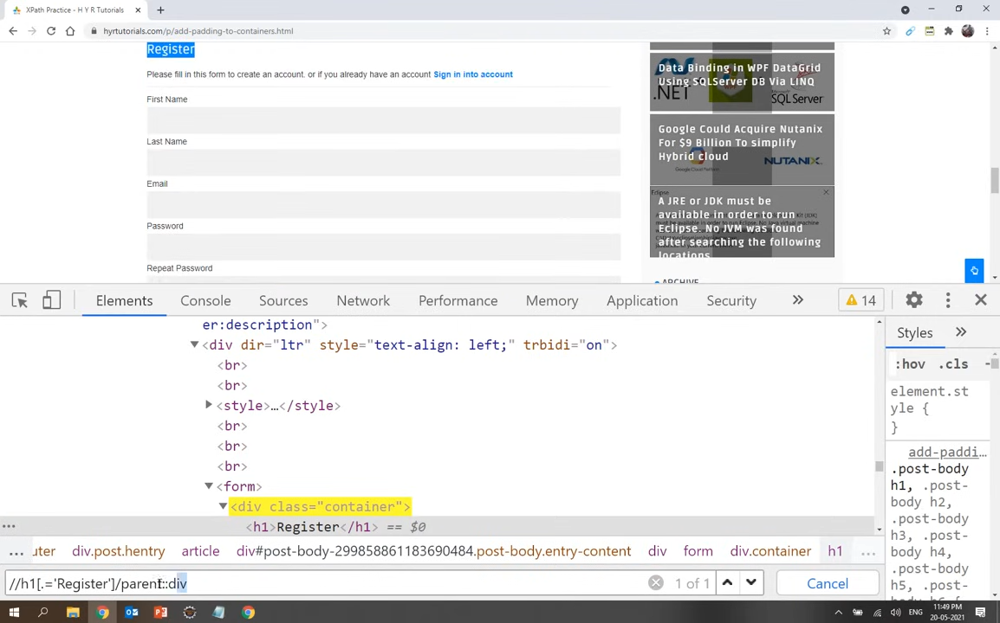 XPath Practice - H Y R Tutorials
hyrtutorials.com/p/add-padding-to-containers.html
Register
Please fill in this form to create an account. or if you already have an account Sign in into account
First Name
Last Name
Email
Password
Repeat Password
Data Binding in WPF DataGrid
Using SQLServer DB Via LINQ
.NET
SQL Server
Google Could Acquire Nutanix
For $9 Billion To simplify
Hybrid cloud
NUTANIX
Eclipse
A JRE or JDK must be
available in order to run
Eclipse. No JVM was found
after searching the following
locations
ARCHIVE
Elements Console Sources Network Performance Memory Application Security » 14
er:description">
<div dir="ltr" style="text-align: left;" trbidi="on">
<br>
<br>
<style>…</style>
<br>
<br>
<br>
<form>
<div class="container">
<h1>Register</h1> == $0
... uter div.post.hentry article div#post-body-299858861183690484.post-body.entry-content div form div.container h1 ...
//h1[.='Register']/parent::div
1 of 1
Cancel
Styles »
:hov .cls
element.st
yle {
}
add-paddi…
.post-body
h1, .post-
body h2,
.post-body
h3, .post-
body h4,
.post-body
h5, .post-
ENG
11:49 PM
20-05-2021